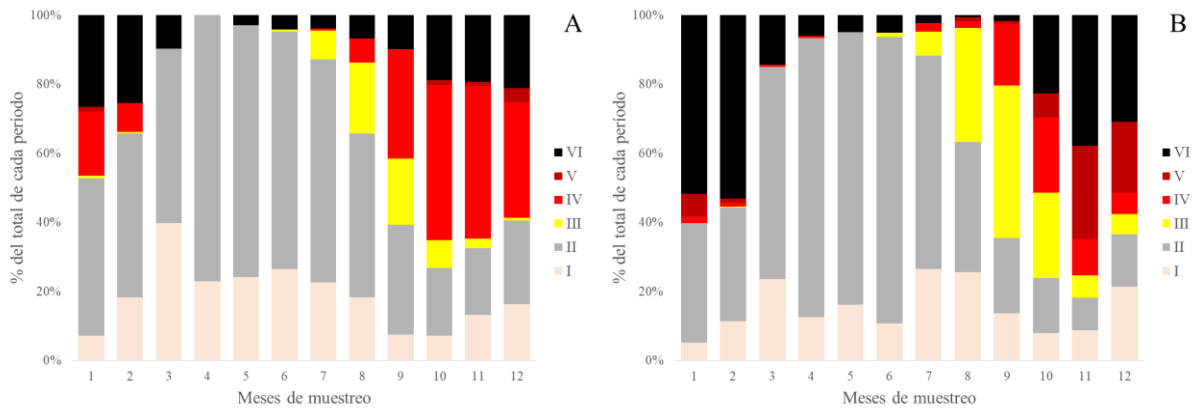 A
% del total de cada período
100%
80%
60%
40%
20%
0%
1 2 3 4 5 6 7 8 9 10 11 12
Meses de muestreo
VI
V
IV
III
II
I
B
% del total de cada período
100%
80%
60%
40%
20%
0%
1 2 3 4 5 6 7 8 9 10 11 12
Meses de muestreo
VI
V
IV
III
II
I